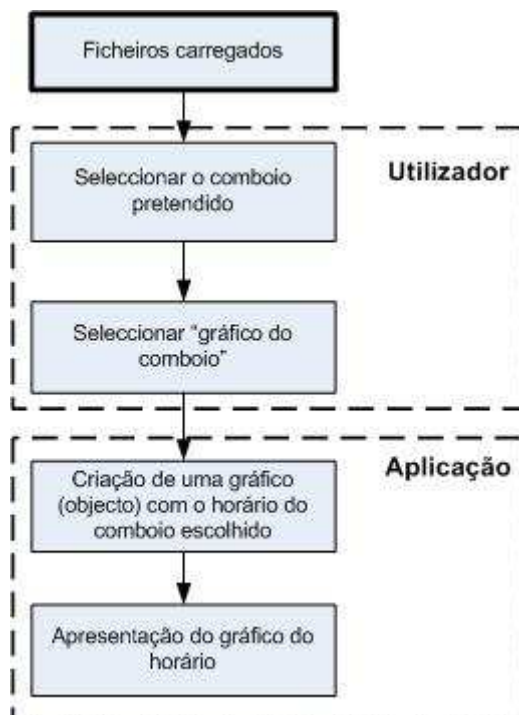 Ficheiros carregados
Utilizador
Seleccionar o comboio
pretendido
Seleccionar “gráfico do
comboio”
Aplicação
Criação de uma gráfico
(objecto) com o horário do
comboio escolhido
Apresentação do gráfico do
horário